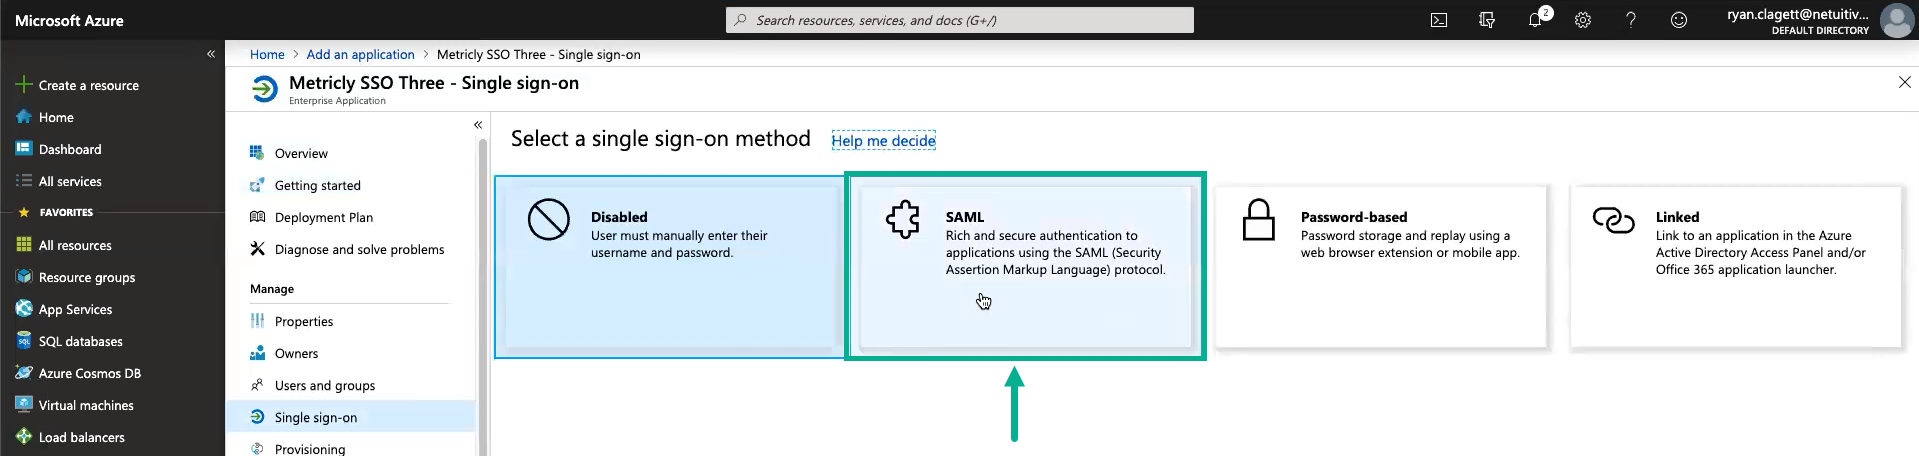 Microsoft Azure
Search resources, services, and docs (G+/)
2
ryan.clagett@netuitiv...
DEFAULT DIRECTORY
«
Create a resource
Home
Dashboard
All services
FAVORITES
All resources
Resource groups
App Services
SQL databases
SQL
Azure Cosmos DB
Virtual machines
Load balancers
Home > Add an application > Metricly SSO Three - Single sign-on
Metricly SSO Three - Single sign-on
Enterprise Application
«
Overview
Getting started
Deployment Plan
Diagnose and solve problems
Manage
Properties
Owners
Users and groups
Single sign-on
Provisioning
Select a single sign-on method
Help me decide
Disabled
User must manually enter their
username and password.
SAML
Rich and secure authentication to
applications using the SAML (Security
Assertion Markup Language) protocol.
Password-based
Password storage and replay using a
web browser extension or mobile app.
Linked
Link to an application in the Azure
Active Directory Access Panel and/or
Office 365 application launcher.